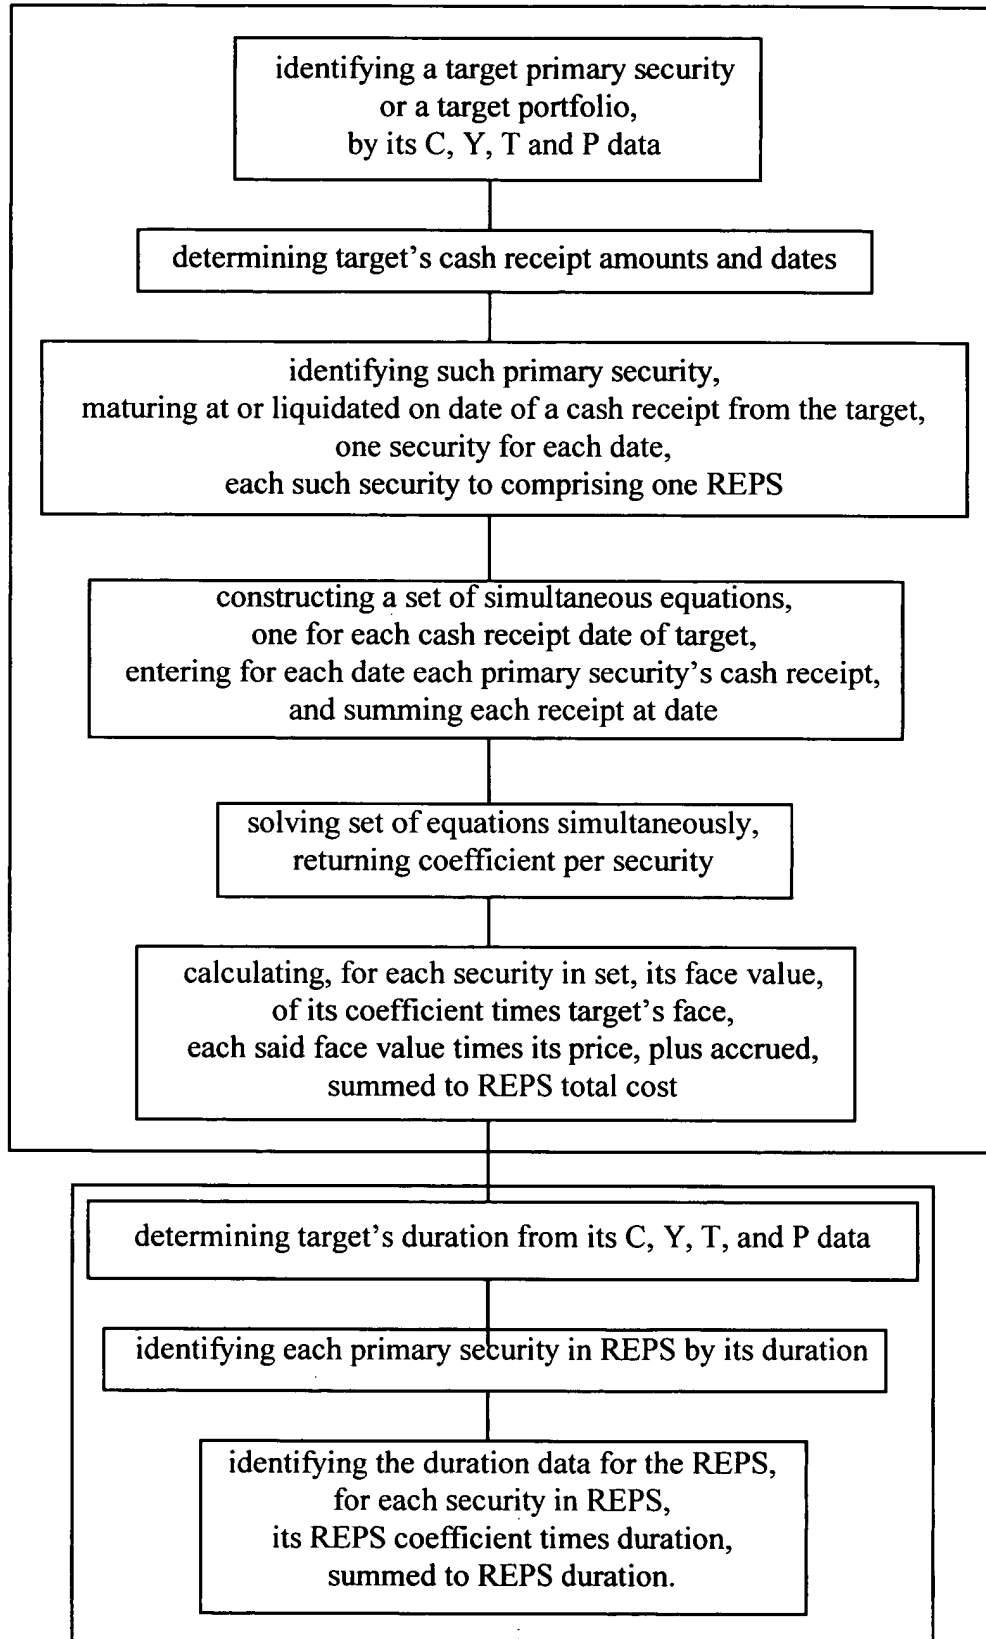 identifying a target primary security
or a target portfolio,
by its C, Y, T and P data
determining target's cash receipt amounts and dates
identifying such primary security,
maturing at or liquidated on date of a cash receipt from the target,
one security for each date,
each such security to comprising one REPS
constructing a set of simultaneous equations,
one for each cash receipt date of target,
entering for each date each primary security's cash receipt,
and summing each receipt at date
solving set of equations simultaneously,
returning coefficient per security
calculating, for each security in set, its face value,
of its coefficient times target's face,
each said face value times its price, plus accrued,
summed to REPS total cost
determining target's duration from its C, Y, T, and P data
identifying each primary security in REPS by its duration
identifying the duration data for the REPS,
for each security in REPS,
its REPS coefficient times duration,
summed to REPS duration.